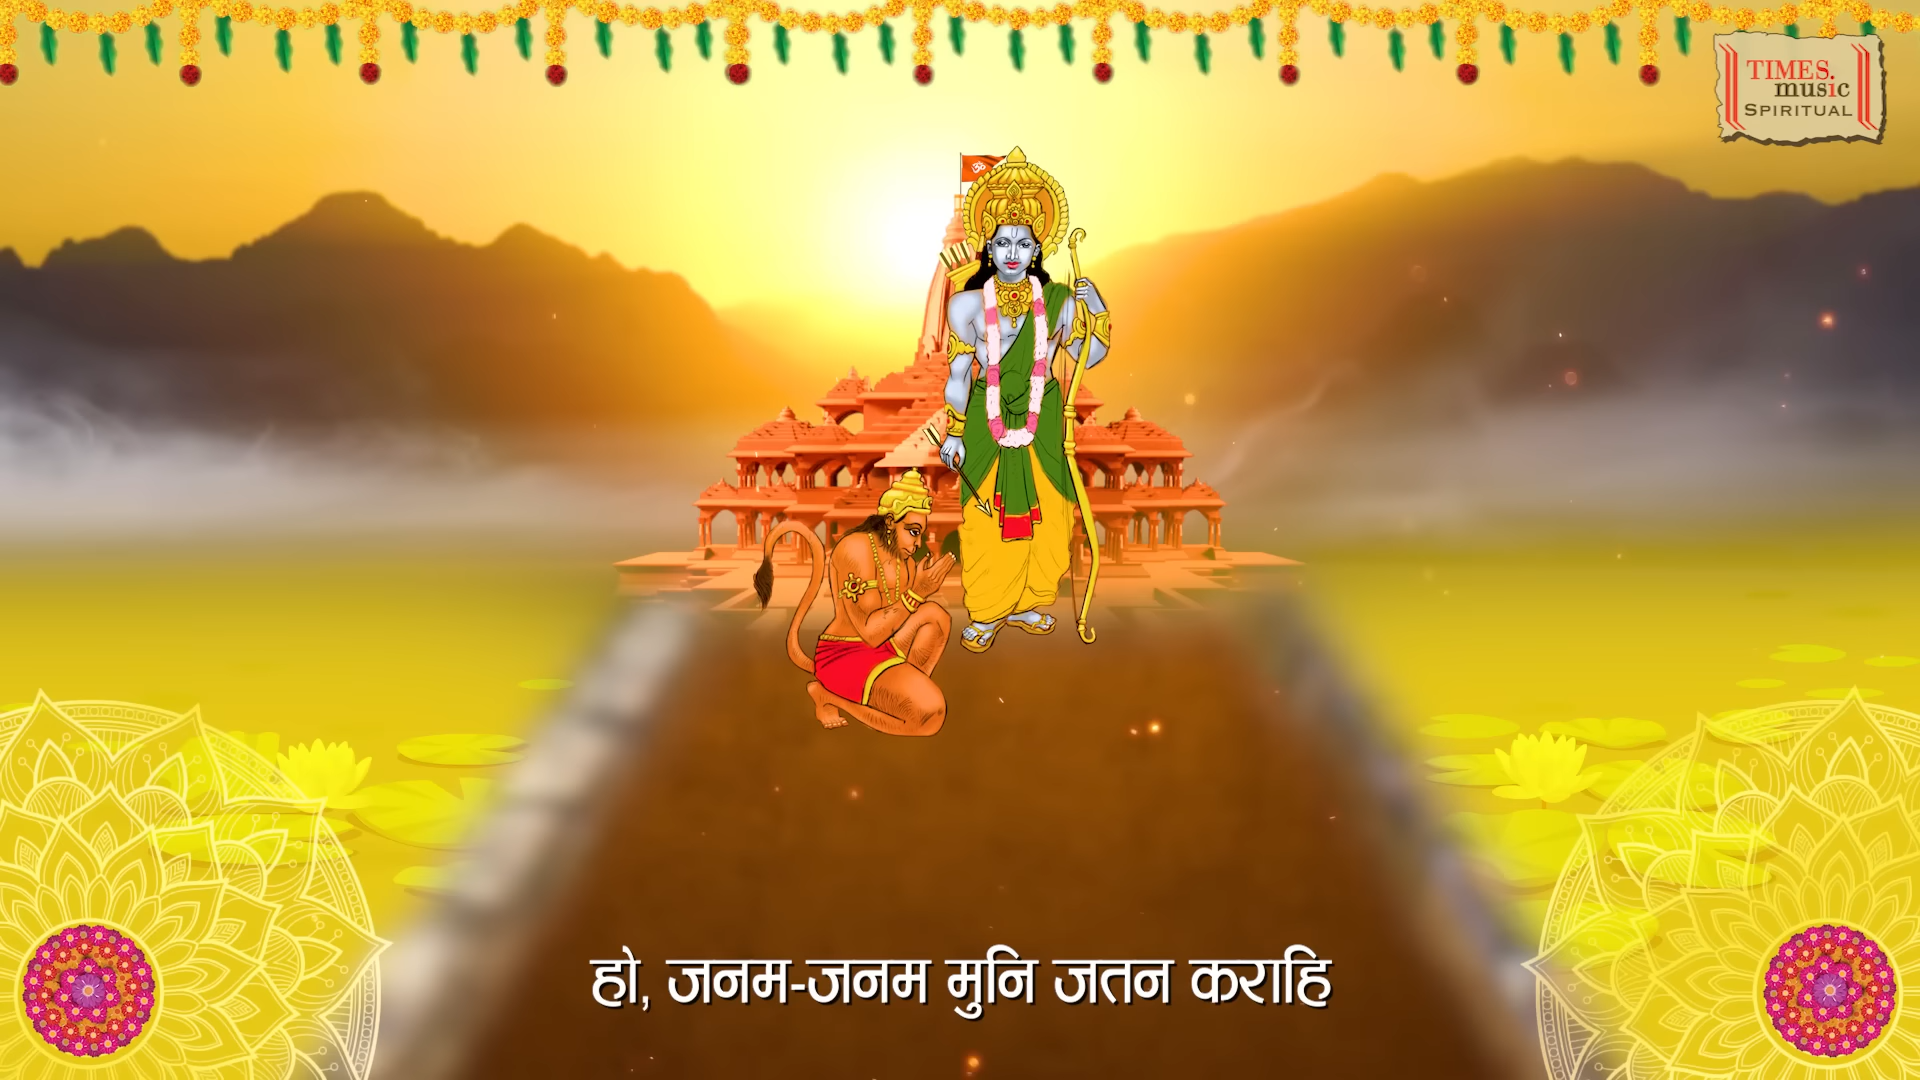 TIMES.
music
SPIRITUAL
ॐ
हो, जनम-जनम मुनि जतन कराहि